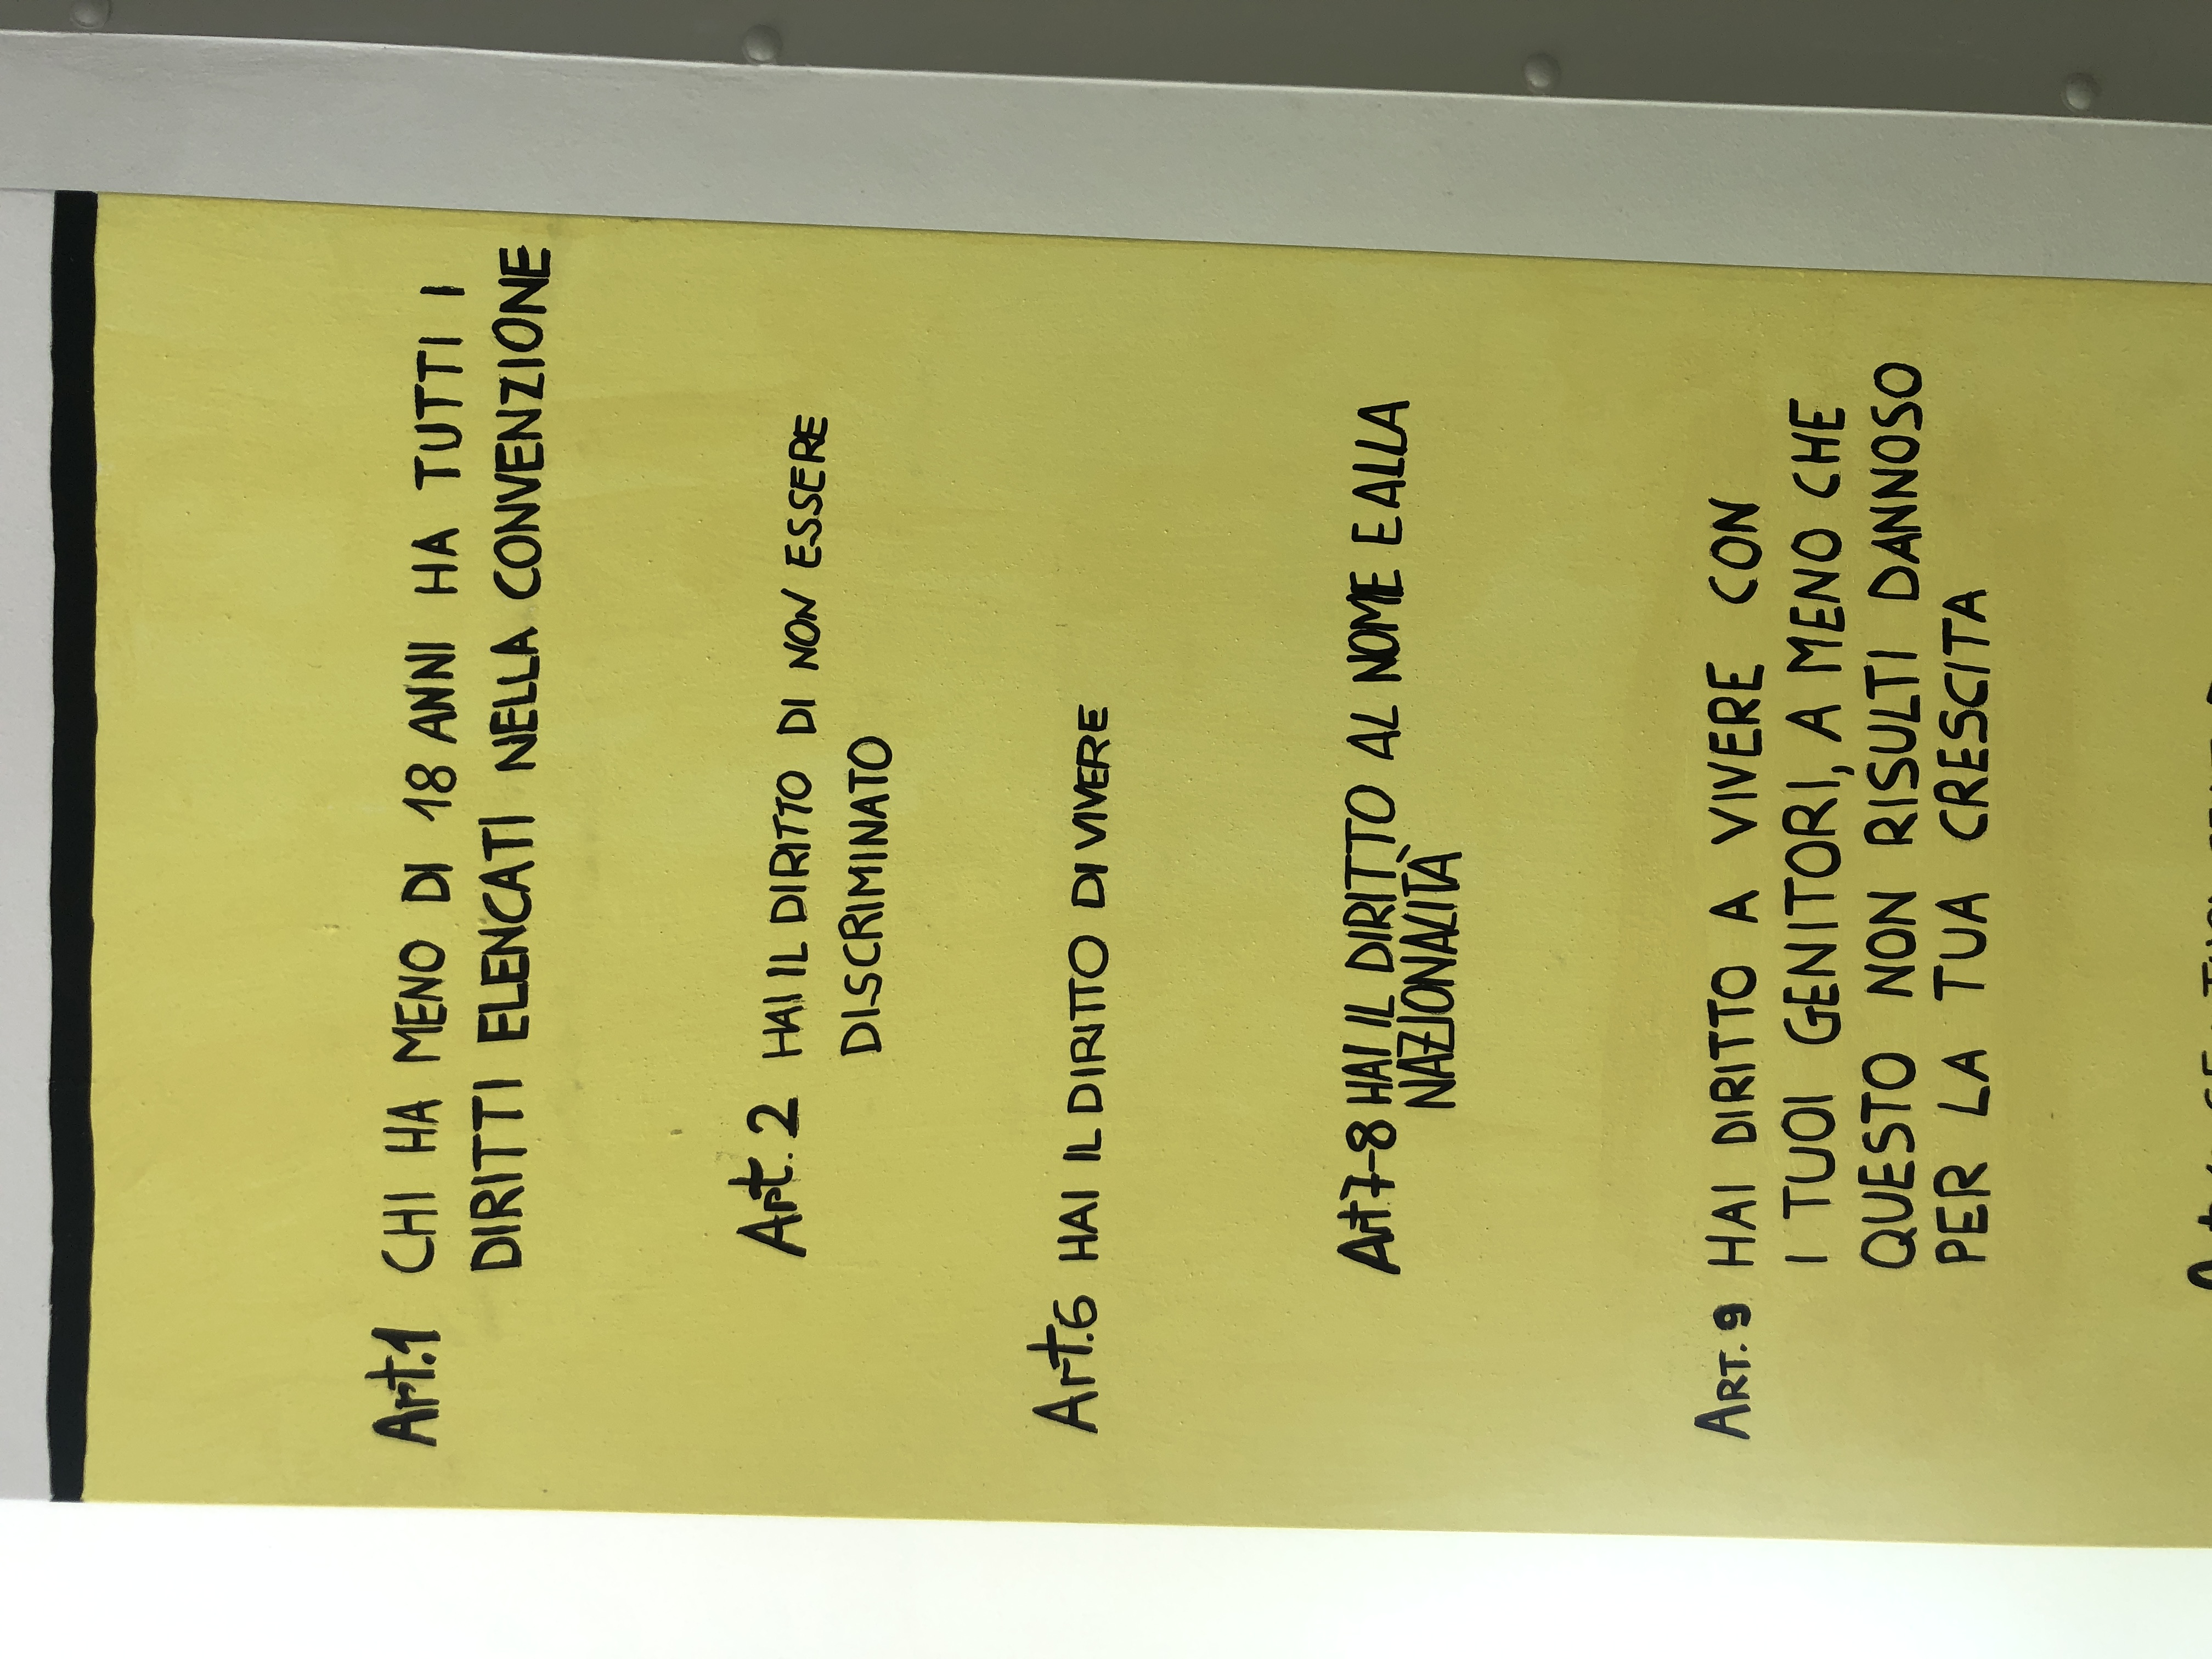 Art.1 CHI HA MENO DI 18 ANNI HA TUTTI I
DIRITTI ELENCATI NELLA CONVENZIONE
Art. 2 HAI IL DIRITTO DI NON ESSERE
DISCRIMINATO
Art.6 HAI IL DIRITTO DI VIVERE
Art7-8 HAI IL DIRITTO AL NOME E ALLA
NAZIONALITÀ
ART. 9 HAI DIRITTO A VIVERE CON
I TUOI GENITORI, A MENO CHE
QUESTO NON RISULTI DANNOSO
PER LA TUA CRESCITA